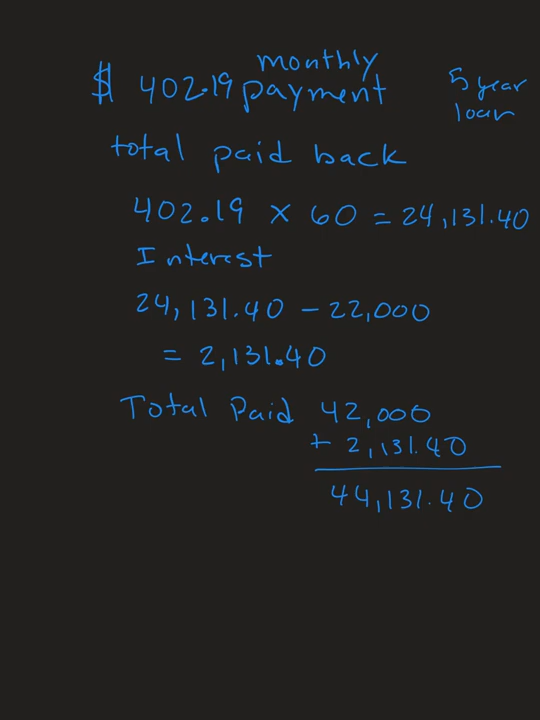 $ 402.19 monthly payment
5 year loan
total paid back
402.19 × 60 = 24,131.40
Interest
24,131.40 - 22,000
= 2,131.40
Total Paid 42,000
+ 2,131.40
44,131.40